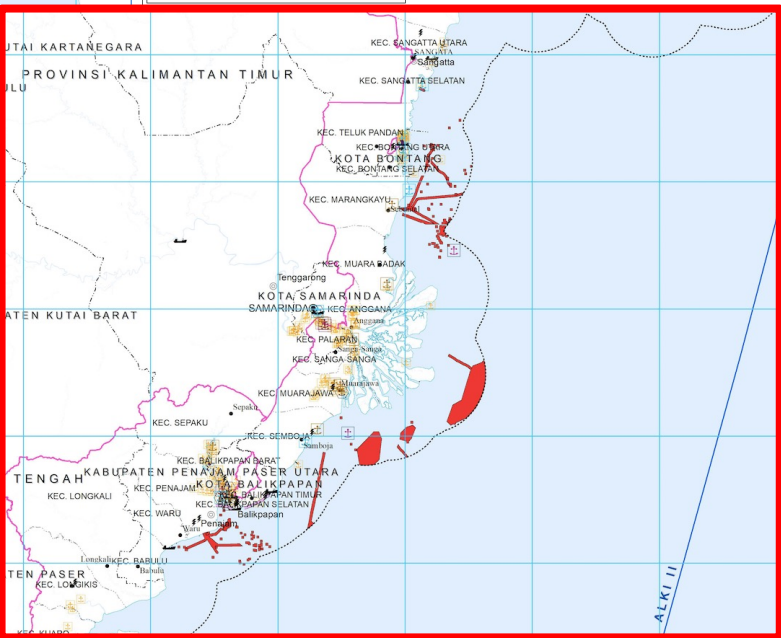 KEC. SANGATTA UTARA
UTAI KARTANEGARA
SANGATA
Sangatta
PROVINSI KALIMANTAN TIMUR
KEC. SANGATTA SELATAN
ULU
KEC. TELUK PANDAN
KEC. BONTANG UTARA
KOTA BONTANG
KEC. BONTANG SELATAN
KEC. MARANGKAYU
KEC. MUARA BADAK
Tenggarong
KOTA SAMARINDA
SAMARINDA
KEC. ANGGANA
ATEN KUTAI BARAT
Anggana
KEC. PALARAN
Sanga-Sanga
KEC. SANGA-SANGA
Muarajawa
KEC. MUARAJAWA
Sepaku
KEC. SEPAKU
KEC. SEMBOJA
Samboja
KEC. BALIKPAPAN BARAT
TENGAH
KABUPATEN PENAJAM PASER UTARA
KEC. PENAJAM
KOTA BALIKPAPAN
KEC. LONGKALI
KEC. BALIKPAPAN TIMUR
KEC. BALIKPAPAN SELATAN
KEC. WARU
Balikpapan
Penajam
Waru
Longkali
KEC. BABULU
Babulu
TEN PASER
KEC. LONGIKIS
ALKI II
KEC. KUARO